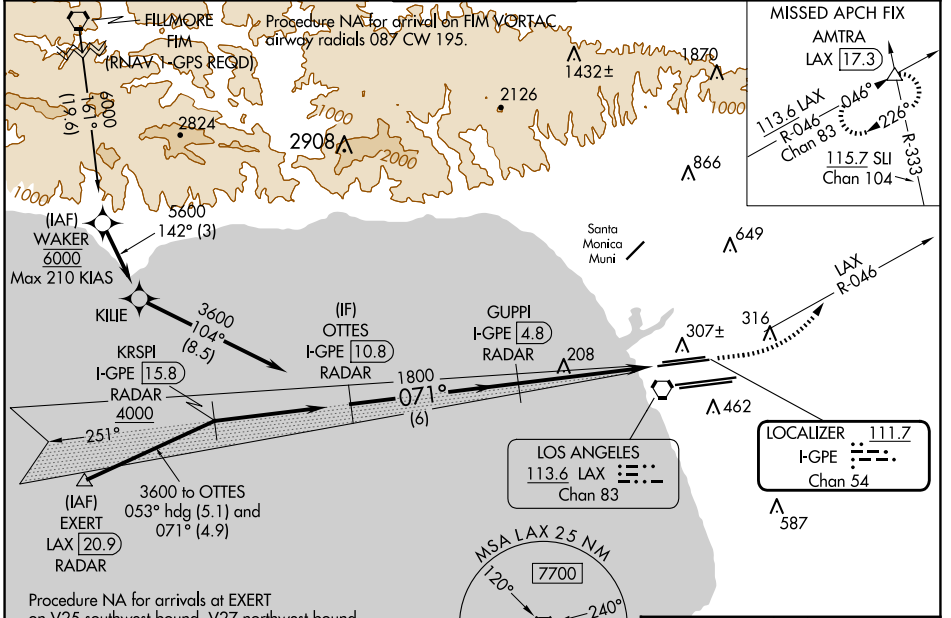 FILLMORE
FIM
(RNAV 1-GPS REQD)
Procedure NA for arrival on FIM VORTAC
airway radials 087 CW 195.
MISSED APCH FIX
AMTRA
LAX 17.3
113.6 LAX
R-046
Chan 83
046°
226°
R-333
115.7 SLI
Chan 104
6000
161°
(19.6)
1432±
1870
1000
2126
2824
1000
2908
2000
1000
866
649
(IAF)
WAKER
6000
Max 210 KIAS
5600
142° (3)
Santa
Monica
Muni
LAX
R-046
KILIE
3600
104°
(8.5)
(IF)
OTTES
I-GPE 10.8
RADAR
GUPPI
I-GPE 4.8
RADAR
208
307±
316
462
587
KRSPI
I-GPE 15.8
RADAR
4000
1800
071°
(6)
251°
(IAF)
EXERT
LAX 20.9
RADAR
3600 to OTTES
053° hdg (5.1) and
071° (4.9)
LOS ANGELES
113.6 LAX
Chan 83
LOCALIZER 111.7
I-GPE
Chan 54
MSA LAX 25 NM
120°
7700
240°
Procedure NA for arrivals at EXERT
on V25 southwest bound, V27 northwest bound